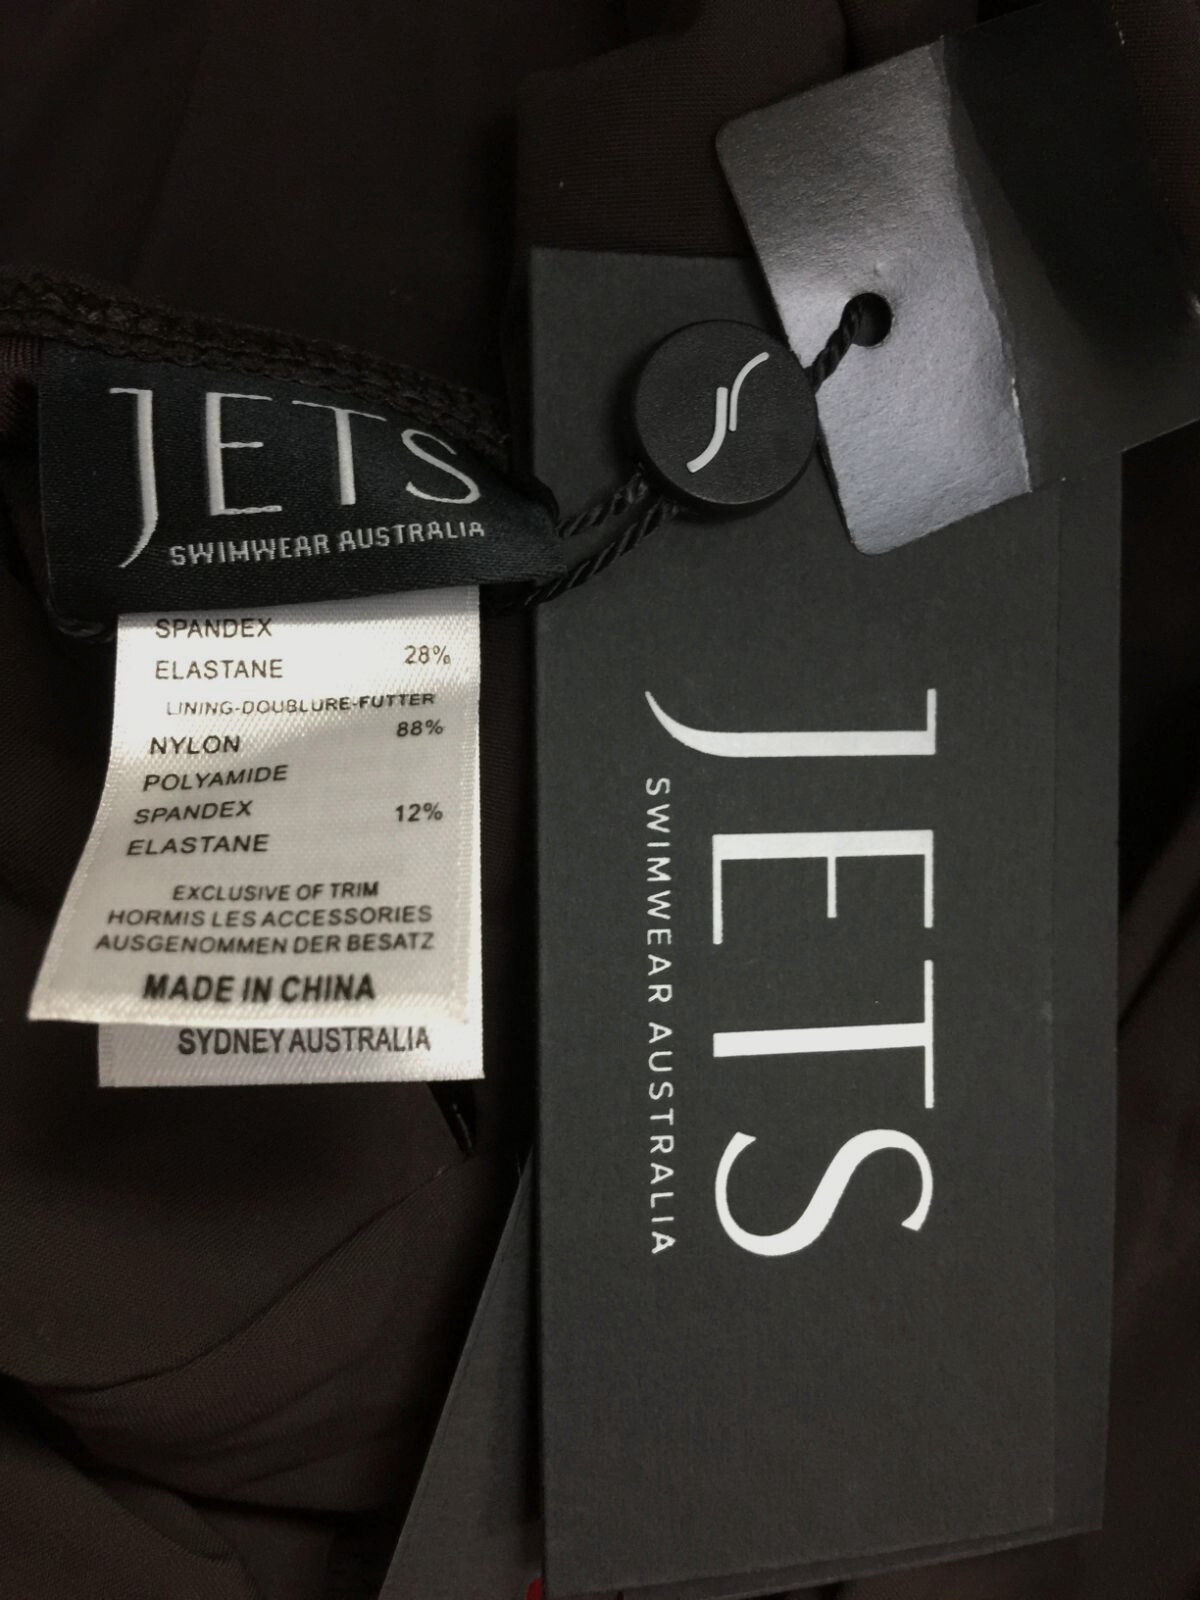 JETS
SWIMWEAR AUSTRALIA
SPANDEX
ELASTANE 28%
LINING-DOUBLURE-FUTTER
NYLON 88%
POLYAMIDE
SPANDEX 12%
ELASTANE
EXCLUSIVE OF TRIM
HORMIS LES ACCESSORIES
AUSGENOMMEN DER BESATZ
MADE IN CHINA
SYDNEY AUSTRALIA
JETS
SWIMWEAR AUSTRALIA